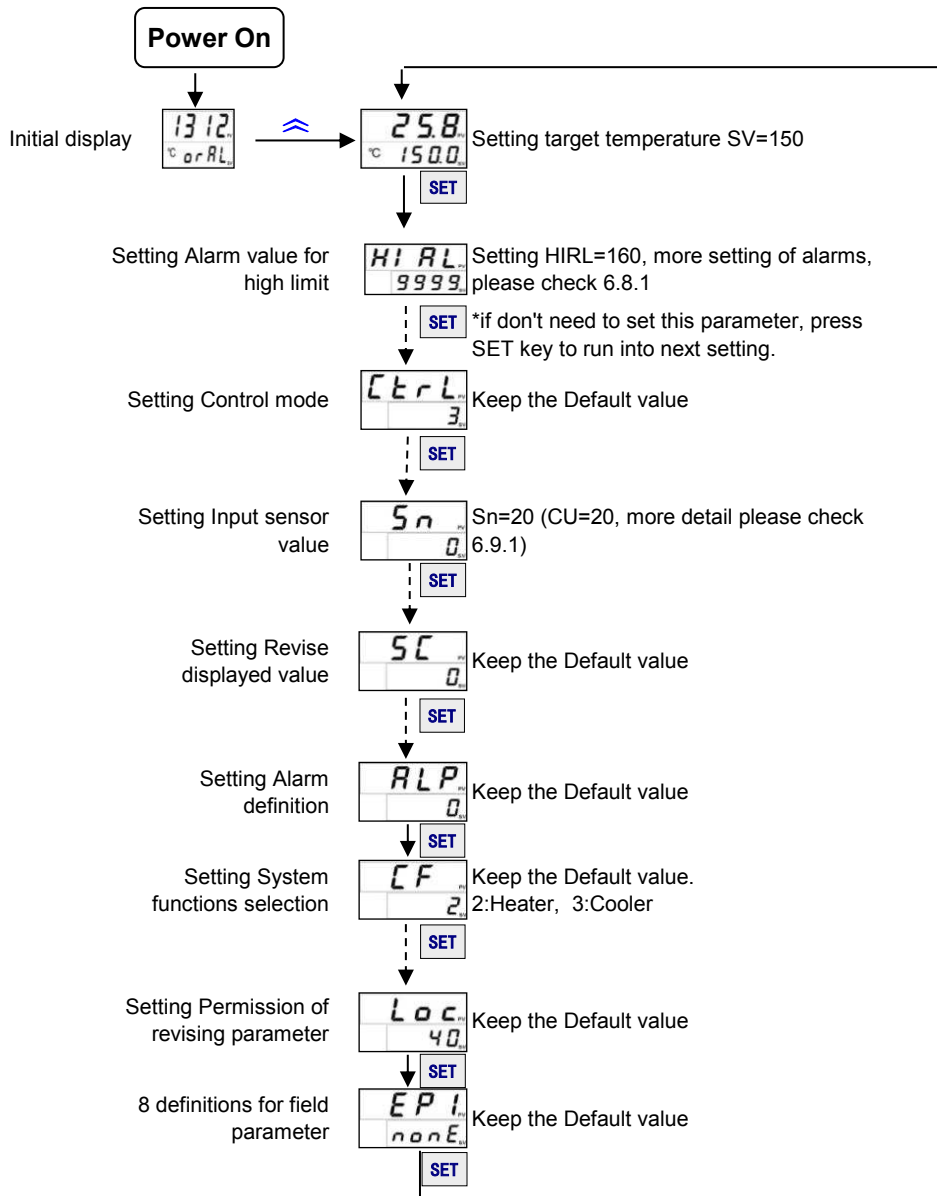 Power On
Initial display
1312
°C orAL
25.8
°C 150.0
Setting target temperature SV=150
SET
Setting Alarm value for
high limit
HI AL
9999
Setting HIRL=160, more setting of alarms,
please check 6.8.1
SET
*if don't need to set this parameter, press
SET key to run into next setting.
Setting Control mode
CtrL
3
Keep the Default value
SET
Setting Input sensor
value
Sn
0
Sn=20 (CU=20, more detail please check
6.9.1)
SET
Setting Revise
displayed value
SC
0
Keep the Default value
SET
Setting Alarm
definition
ALP
0
Keep the Default value
SET
Setting System
functions selection
CF
2
Keep the Default value.
2:Heater, 3:Cooler
SET
Setting Permission of
revising parameter
Loc
40
Keep the Default value
SET
8 definitions for field
parameter
EP1
nonE
Keep the Default value
SET